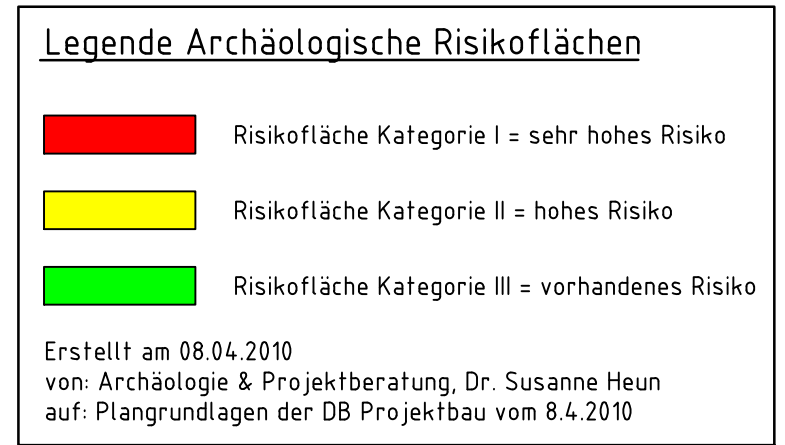 Legende Archäologische Risikoflächen
Risikofläche Kategorie I = sehr hohes Risiko
Risikofläche Kategorie II = hohes Risiko
Risikofläche Kategorie III = vorhandenes Risiko
Erstellt am 08.04.2010
von: Archäologie & Projektberatung, Dr. Susanne Heun
auf: Plangrundlagen der DB Projektbau vom 8.4.2010